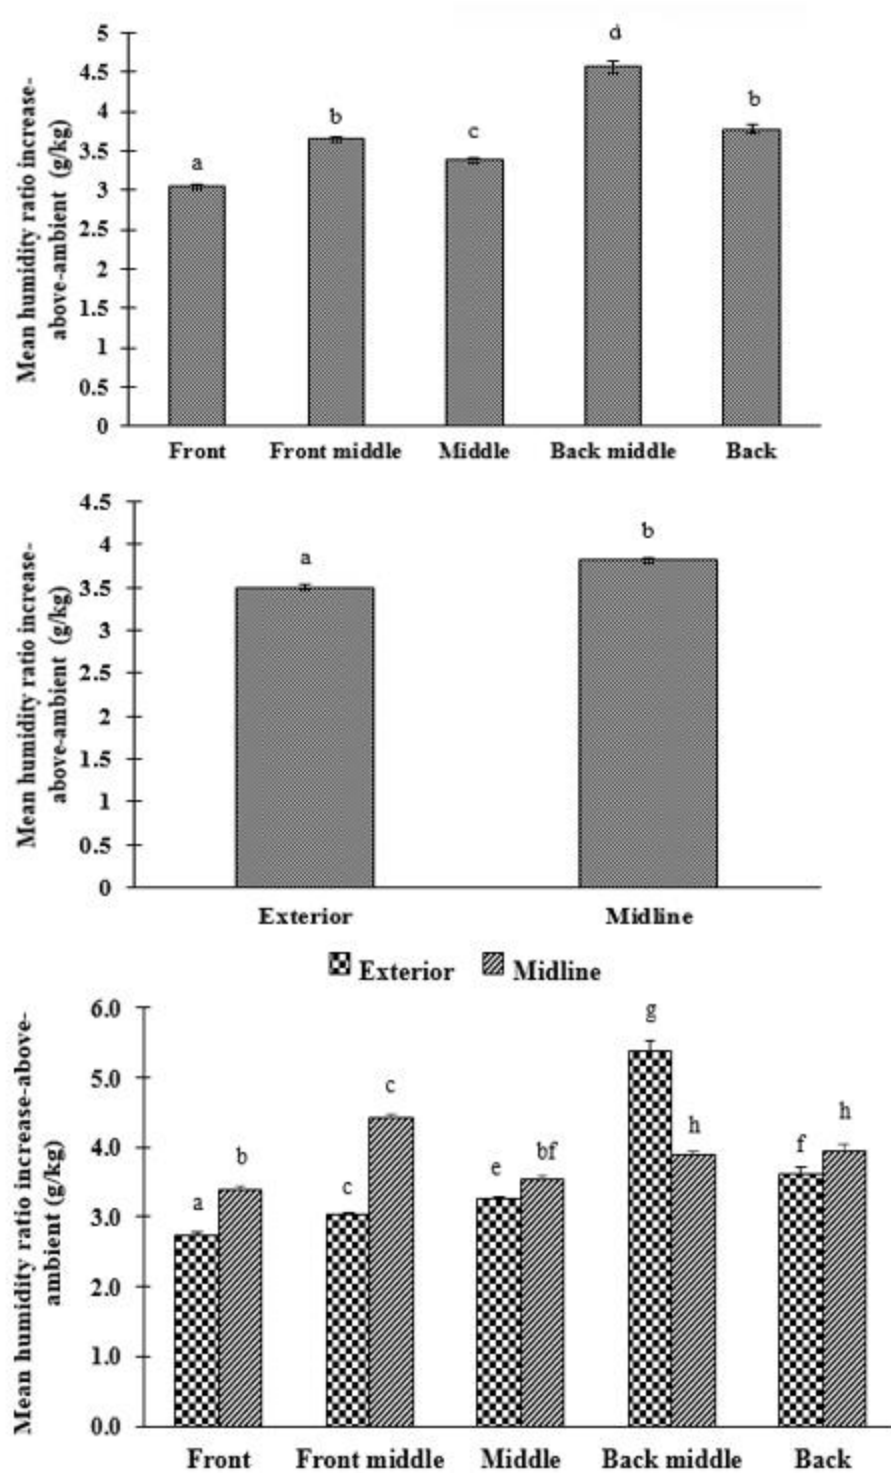 Mean humidity ratio increase-
above-ambient (g/kg)
5
4.5
4
3.5
3
2.5
2
1.5
1
0.5
0
a
b
c
d
b
Front
Front middle
Middle
Back middle
Back
Mean humidity ratio increase-
above-ambient (g/kg)
4.5
4
3.5
3
2.5
2
1.5
1
0.5
0
a
b
Exterior
Midline
Exterior
Midline
Mean humidity ratio increase-above-
ambient (g/kg)
6.0
5.0
4.0
3.0
2.0
1.0
0.0
a
b
c
c
e
bf
g
h
f
h
Front
Front middle
Middle
Back middle
Back